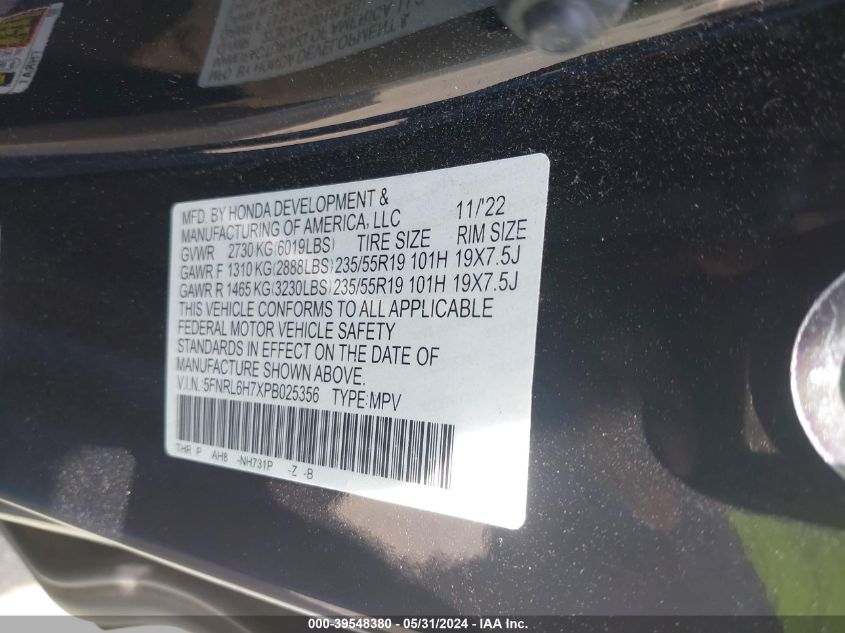 MFD. BY HONDA DEVELOPMENT &
MANUFACTURING OF AMERICA, LLC 11/'22
GVWR 2730 KG (6019LBS) TIRE SIZE RIM SIZE
GAWR F 1310 KG (2888LBS) 235/55R19 101H 19X7.5J
GAWR R 1465 KG (3230LBS) 235/55R19 101H 19X7.5J
THIS VEHICLE CONFORMS TO ALL APPLICABLE
FEDERAL MOTOR VEHICLE SAFETY
STANDARDS IN EFFECT ON THE DATE OF
MANUFACTURE SHOWN ABOVE.
V.I.N.:5FNRL6H7XPB025356 TYPE:MPV
THR P AH8 -NH731P -Z -B
000-39548380 - 05/31/2024 - IAAI Inc.